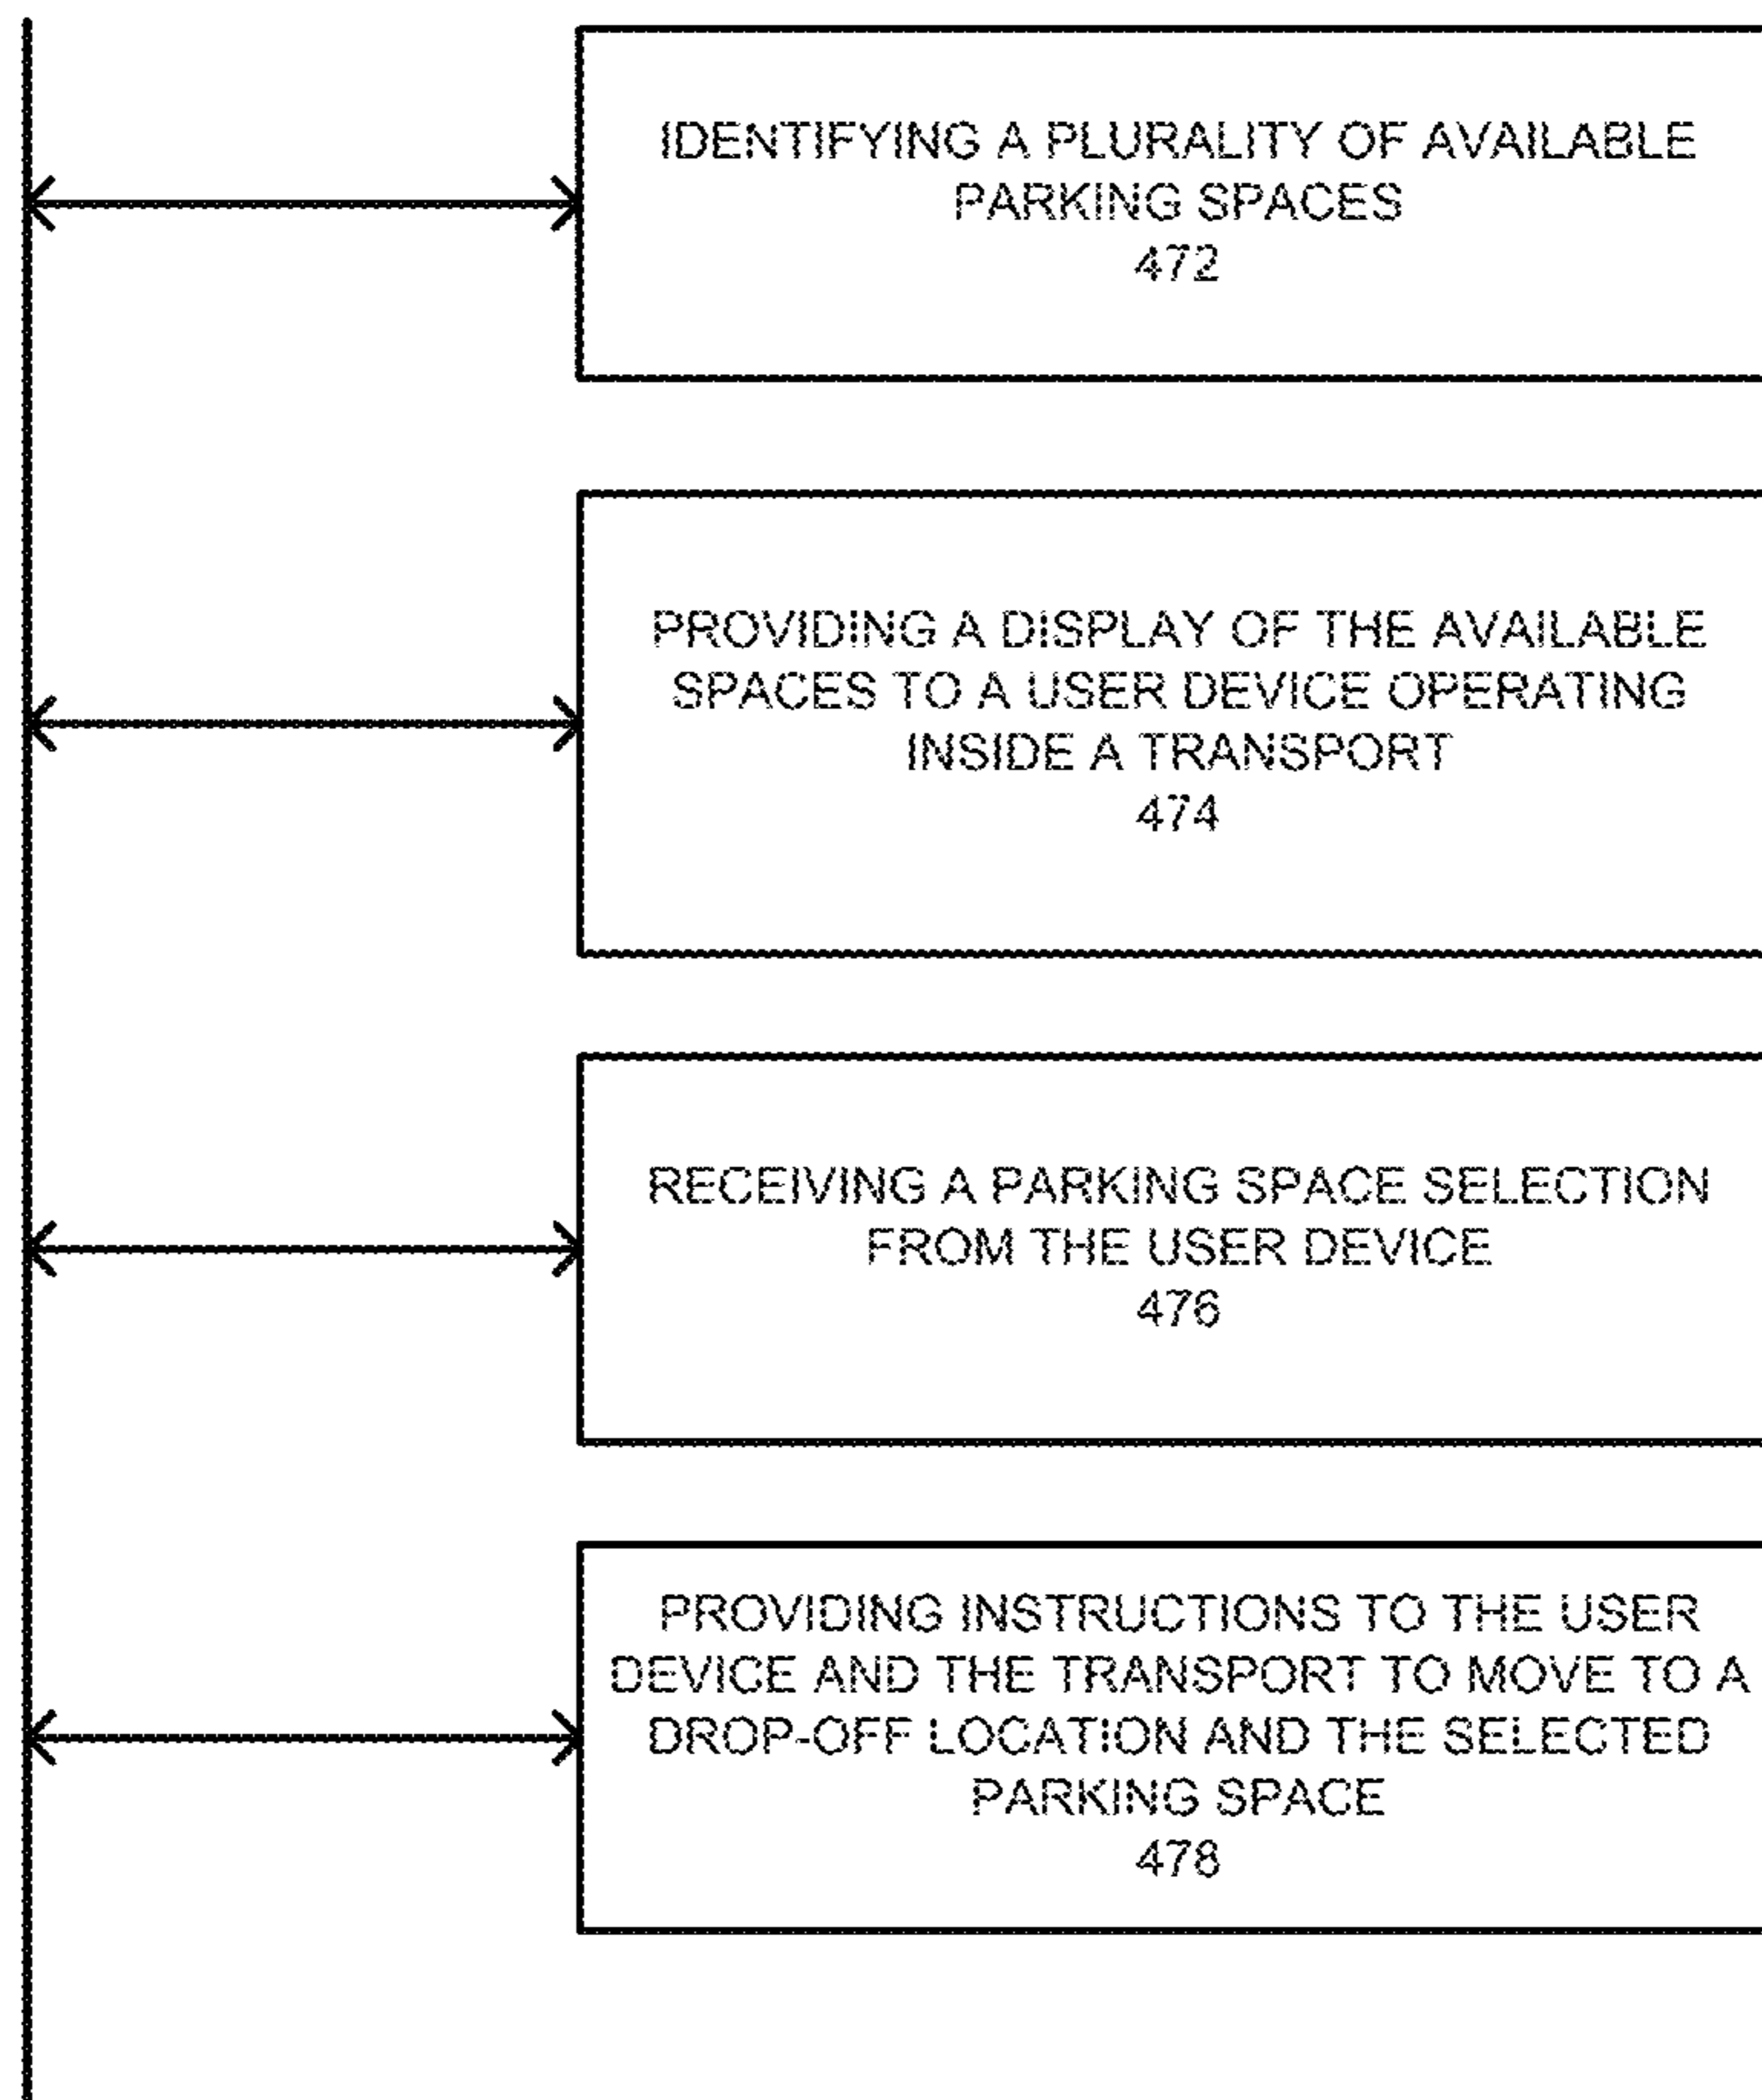 IDENTIFYING A PLURALITY OF AVAILABLE
PARKING SPACES
472
PROVIDING A DISPLAY OF THE AVAILABLE
SPACES TO A USER DEVICE OPERATING
INSIDE A TRANSPORT
474
RECEIVING A PARKING SPACE SELECTION
FROM THE USER DEVICE
476
PROVIDING INSTRUCTIONS TO THE USER
DEVICE AND THE TRANSPORT TO MOVE TO A
DROP-OFF LOCATION AND THE SELECTED
PARKING SPACE
478